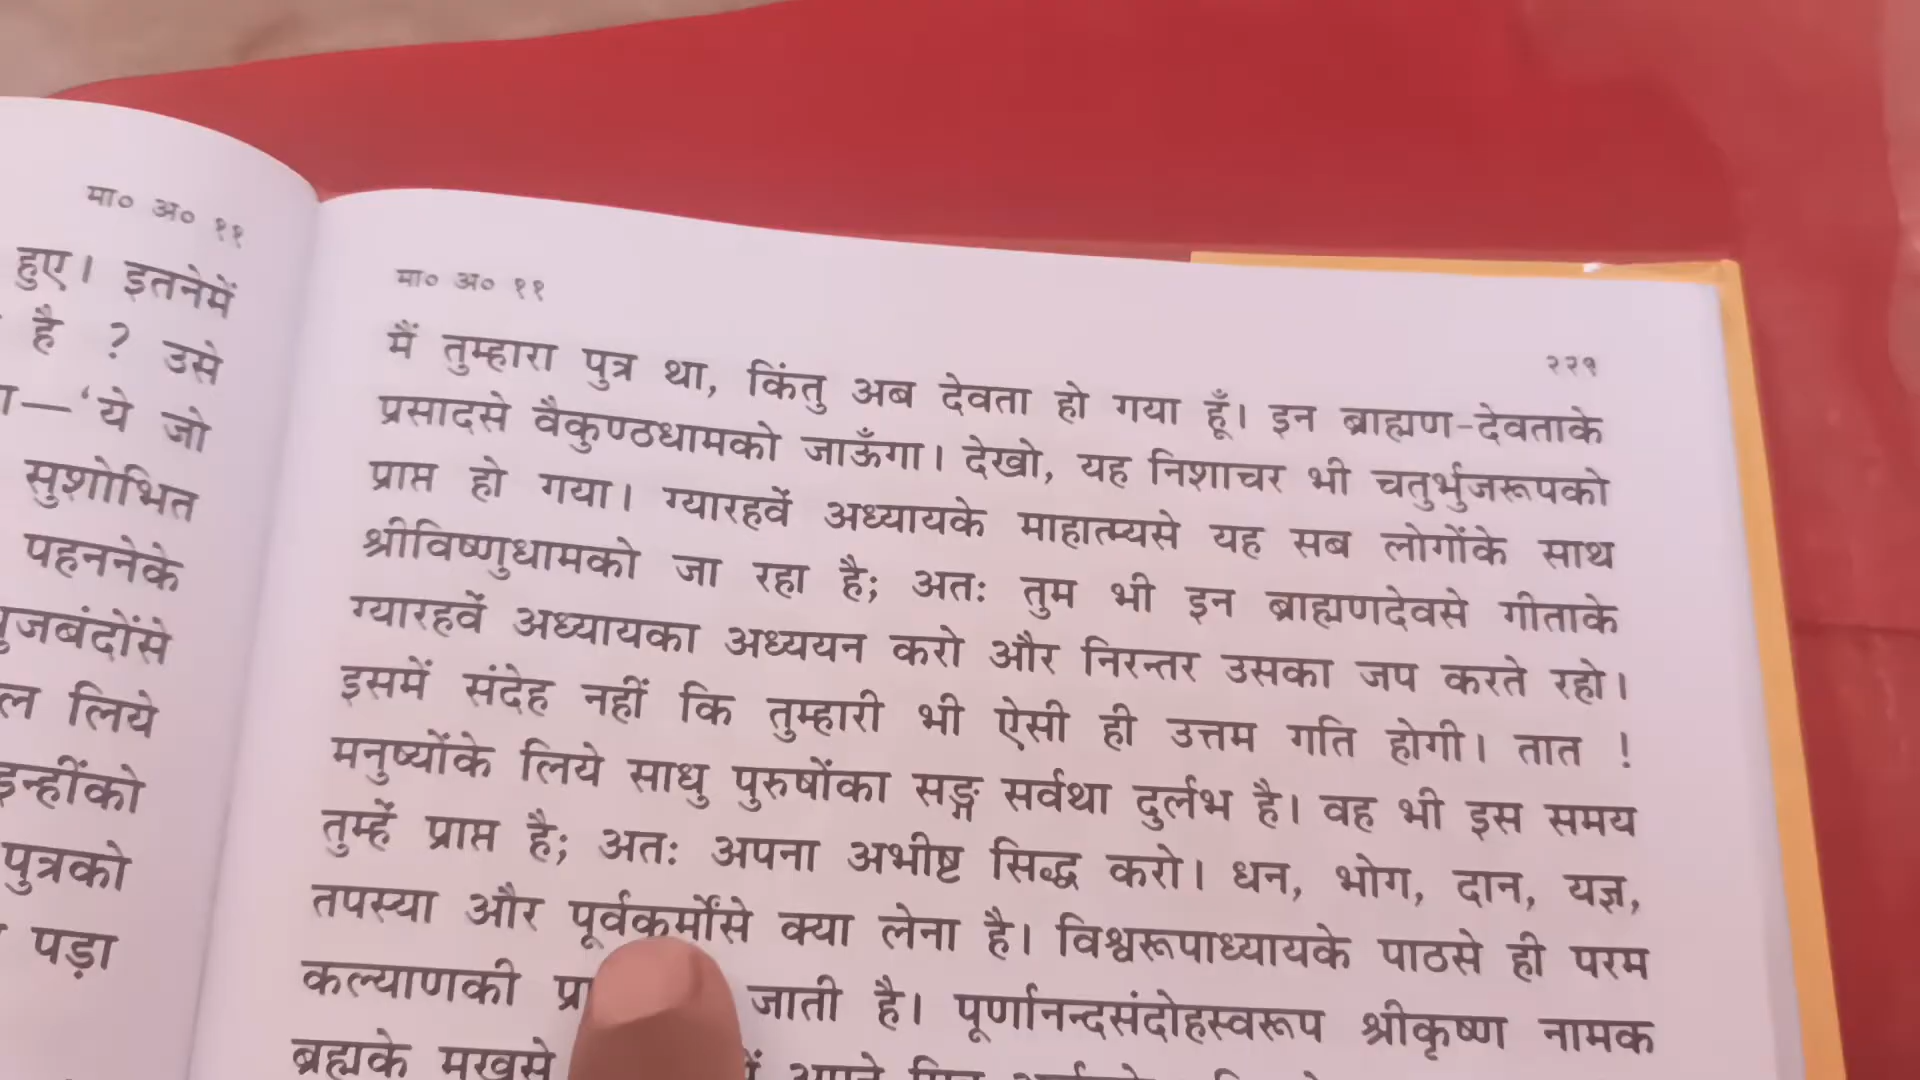 मा० अ० ११
हुए। इतनेमें
है ? उसे
—‘ये जो
सुशोभित
पहननेके
लिये
इन्हींको
पुत्रको
पड़ा
मा० अ० ११
२२१
मैं तुम्हारा पुत्र था, किंतु अब देवता हो गया हूँ। इन ब्राह्मण-देवताके
प्रसादसे वैकुण्ठधामको जाऊँगा। देखो, यह निशाचर भी चतुर्भुजरूपको
प्राप्त हो गया। ग्यारहवें अध्यायके माहात्म्यसे यह सब लोगोंके साथ
श्रीविष्णुधामको जा रहा है; अतः तुम भी इन ब्राह्मणदेवसे गीताके
ग्यारहवें अध्यायका अध्ययन करो और निरन्तर उसका जप करते रहो।
इसमें संदेह नहीं कि तुम्हारी भी ऐसी ही उत्तम गति होगी। तात !
मनुष्योंके लिये साधु पुरुषोंका सङ्ग सर्वथा दुर्लभ है। वह भी इस समय
तुम्हें प्राप्त है; अतः अपना अभीष्ट सिद्ध करो। धन, भोग, दान, यज्ञ,
तपस्या और पूर्वकर्मोंसे क्या लेना है। विश्वरूपाध्यायके पाठसे ही परम
कल्याणकी जाती है। पूर्णानन्दसंदोहस्वरूप श्रीकृष्ण नामक
ब्रह्मके मुखसे